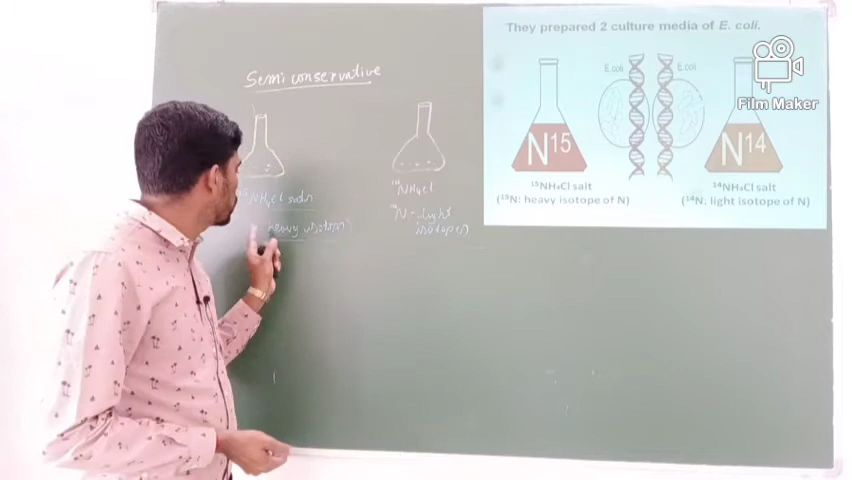 They prepared 2 culture media of E. coli.
Semi conservative
E.coli
E.coli
Film Maker
N15
N14
¹⁵NH₄Cl salt
(¹⁵N: heavy isotope of N)
¹⁴NH₄Cl salt
(¹⁴N: light isotope of N)
NH₄Cl
¹⁴NH₄Cl
heavy
¹⁴N - light
isotopes